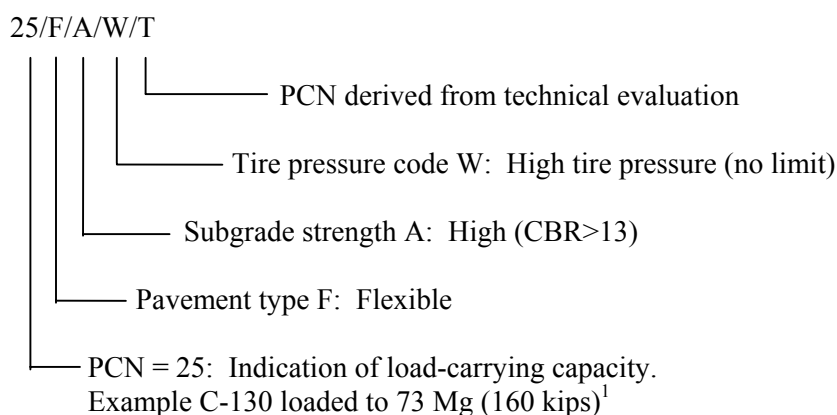 25/F/A/W/T
PCN derived from technical evaluation
Tire pressure code W: High tire pressure (no limit)
Subgrade strength A: High (CBR>13)
Pavement type F: Flexible
PCN = 25: Indication of load-carrying capacity.
Example C-130 loaded to 73 Mg (160 kips)¹